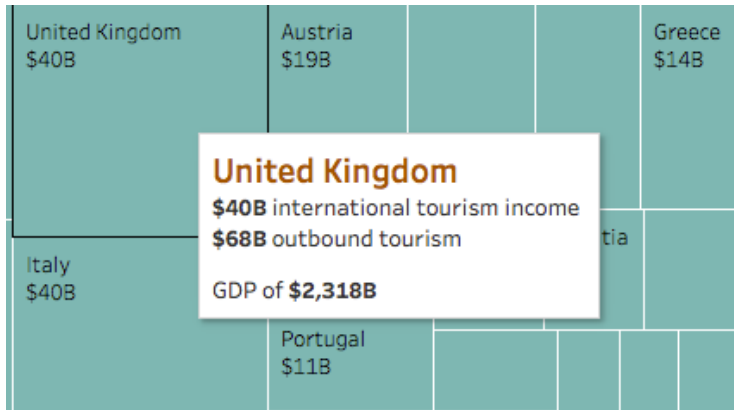 United Kingdom
$40B
Austria
$19B
Greece
$14B
United Kingdom
$40B international tourism income
$68B outbound tourism
GDP of $2,318B
tia
Italy
$40B
Portugal
$11B